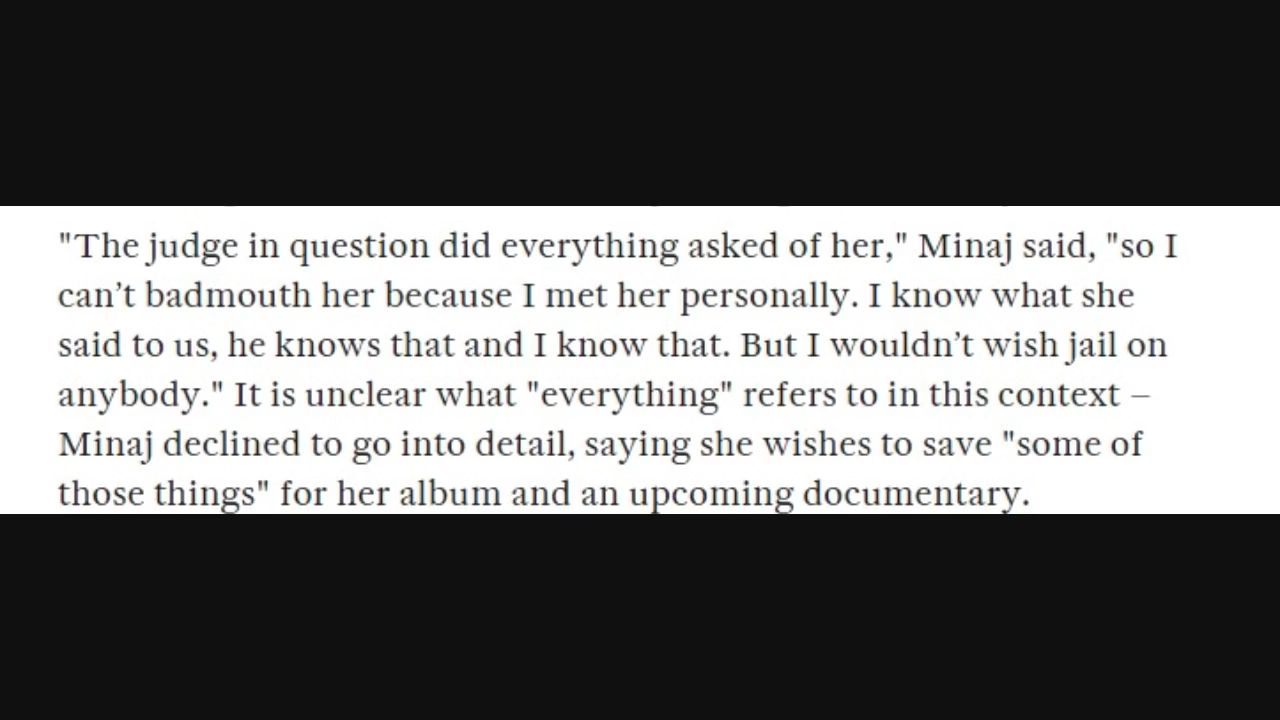 "The judge in question did everything asked of her," Minaj said, "so I
can’t badmouth her because I met her personally. I know what she
said to us, he knows that and I know that. But I wouldn’t wish jail on
anybody." It is unclear what "everything" refers to in this context –
Minaj declined to go into detail, saying she wishes to save "some of
those things" for her album and an upcoming documentary.